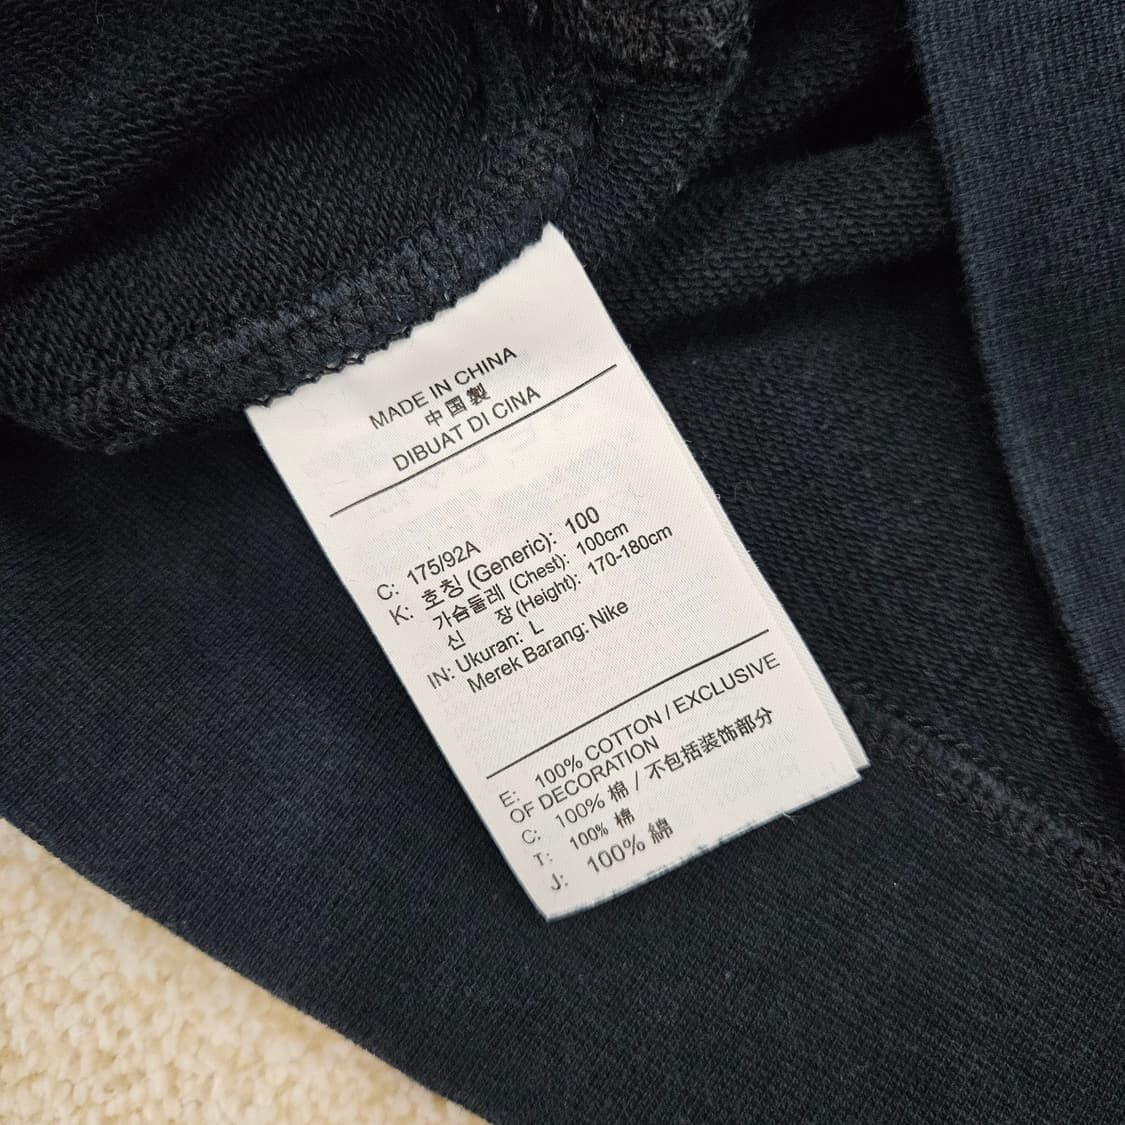 MADE IN CHINA
中国製
DIBUAT DI CINA
C: 175/92A
K: 호칭 (Generic): 100
가슴둘레 (Chest): 100cm
신 장 (Height): 170-180cm
IN: Ukuran: L
Merek Barang: Nike
E: 100% COTTON / EXCLUSIVE
OF DECORATION
C: 100% 棉 / 不包括装饰部分
T: 100% 棉
J: 100% 綿